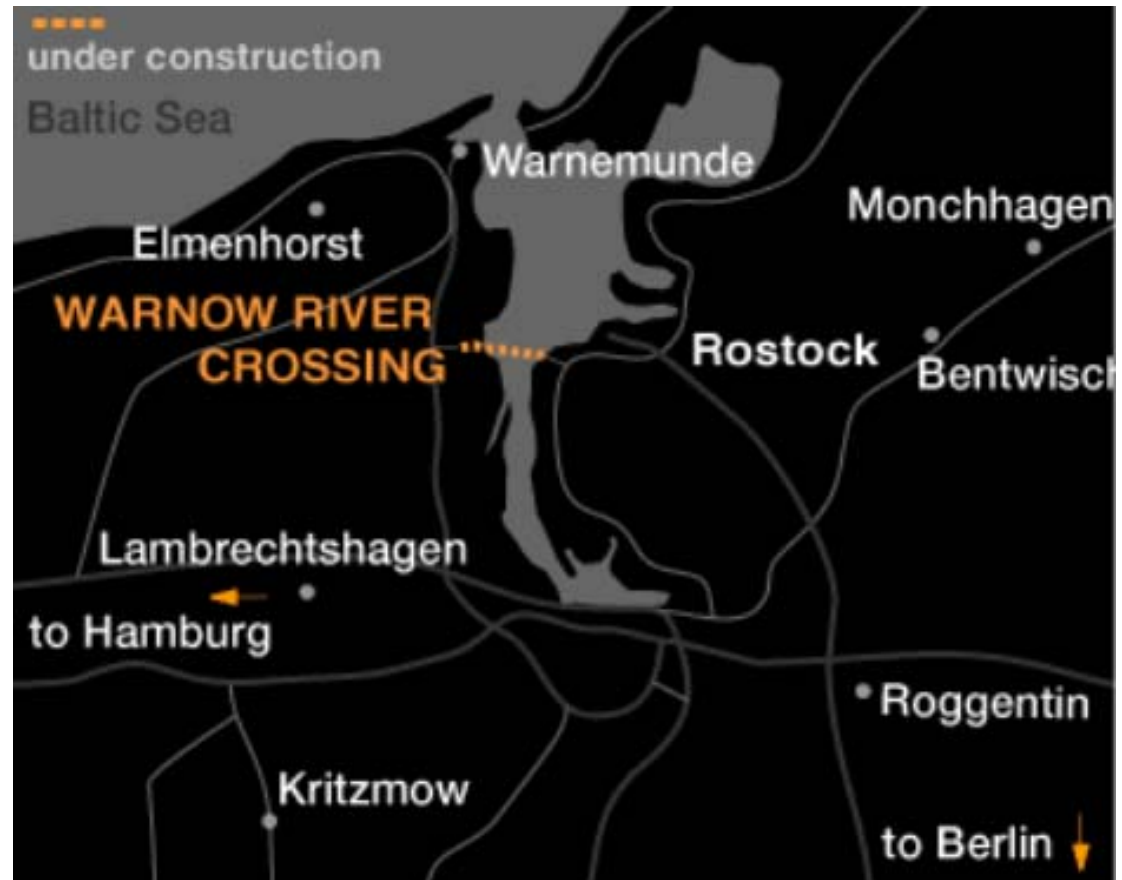 under construction
Baltic Sea
Warnemunde
Monchhagen
Elmenhorst
WARNOW RIVER
CROSSING
Rostock
Bentwisch
Lambrechtshagen
to Hamburg
Roggentin
Kritzmow
to Berlin